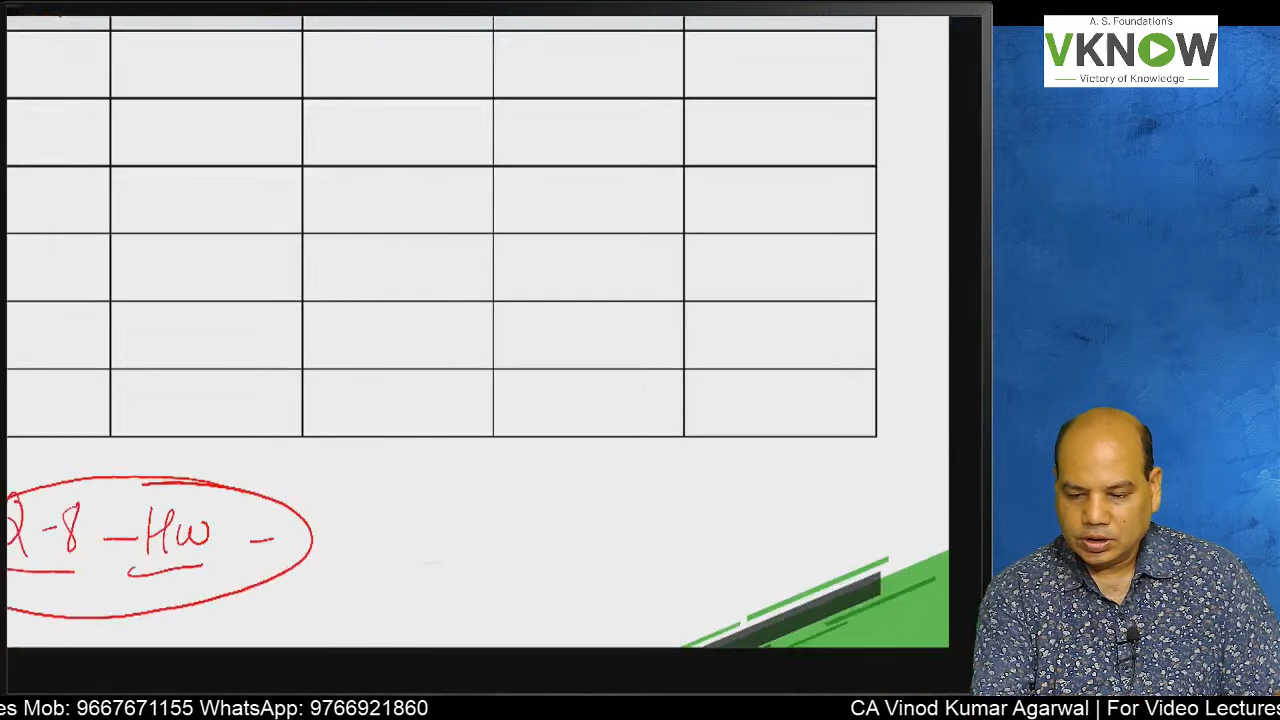 A. S. Foundation's
VKNOW
Victory of Knowledge
Q-8 - HW -
es Mob: 9667671155 WhatsApp: 9766921860
CA Vinod Kumar Agarwal | For Video Lectures